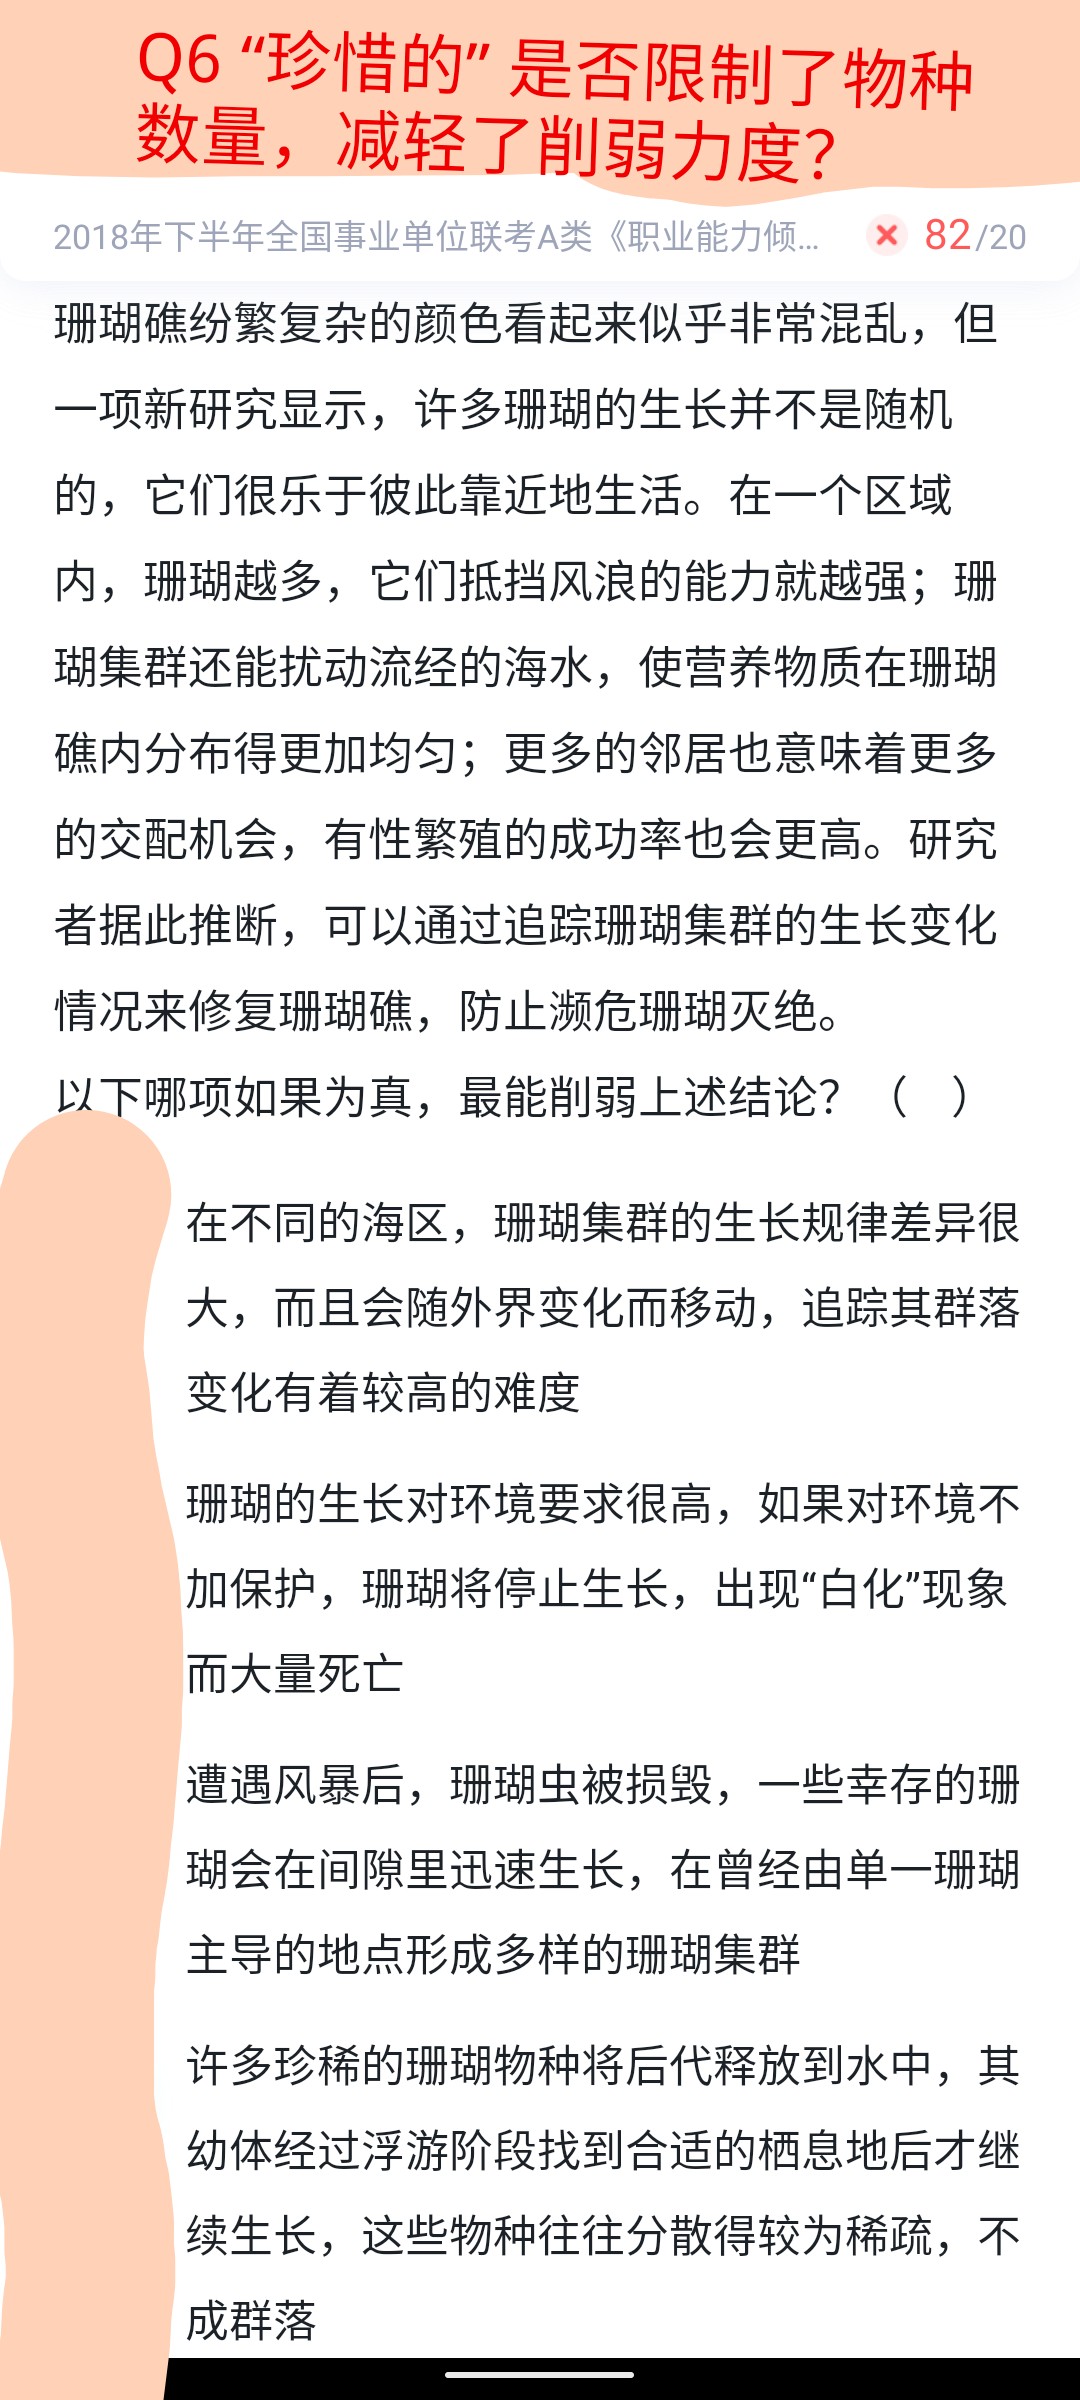 Q6 “珍惜的” 是否限制了物种
数量，减轻了削弱力度？
2018年下半年全国事业单位联考A类《职业能力倾... 82/20
珊瑚礁纷繁复杂的颜色看起来似乎非常混乱，但
一项新研究显示，许多珊瑚的生长并不是随机
的，它们很乐于彼此靠近地生活。在一个区域
内，珊瑚越多，它们抵挡风浪的能力就越强；珊
瑚集群还能扰动流经的海水，使营养物质在珊瑚
礁内分布得更加均匀；更多的邻居也意味着更多
的交配机会，有性繁殖的成功率也会更高。研究
者据此推断，可以通过追踪珊瑚集群的生长变化
情况来修复珊瑚礁，防止濒危珊瑚灭绝。
以下哪项如果为真，最能削弱上述结论？（　）
在不同的海区，珊瑚集群的生长规律差异很
大，而且会随外界变化而移动，追踪其群落
变化有着较高的难度
珊瑚的生长对环境要求很高，如果对环境不
加保护，珊瑚将停止生长，出现“白化”现象
而大量死亡
遭遇风暴后，珊瑚虫被损毁，一些幸存的珊
瑚会在间隙里迅速生长，在曾经由单一珊瑚
主导的地点形成多样的珊瑚集群
许多珍稀的珊瑚物种将后代释放到水中，其
幼体经过浮游阶段找到合适的栖息地后才继
续生长，这些物种往往分散得较为稀疏，不
成群落